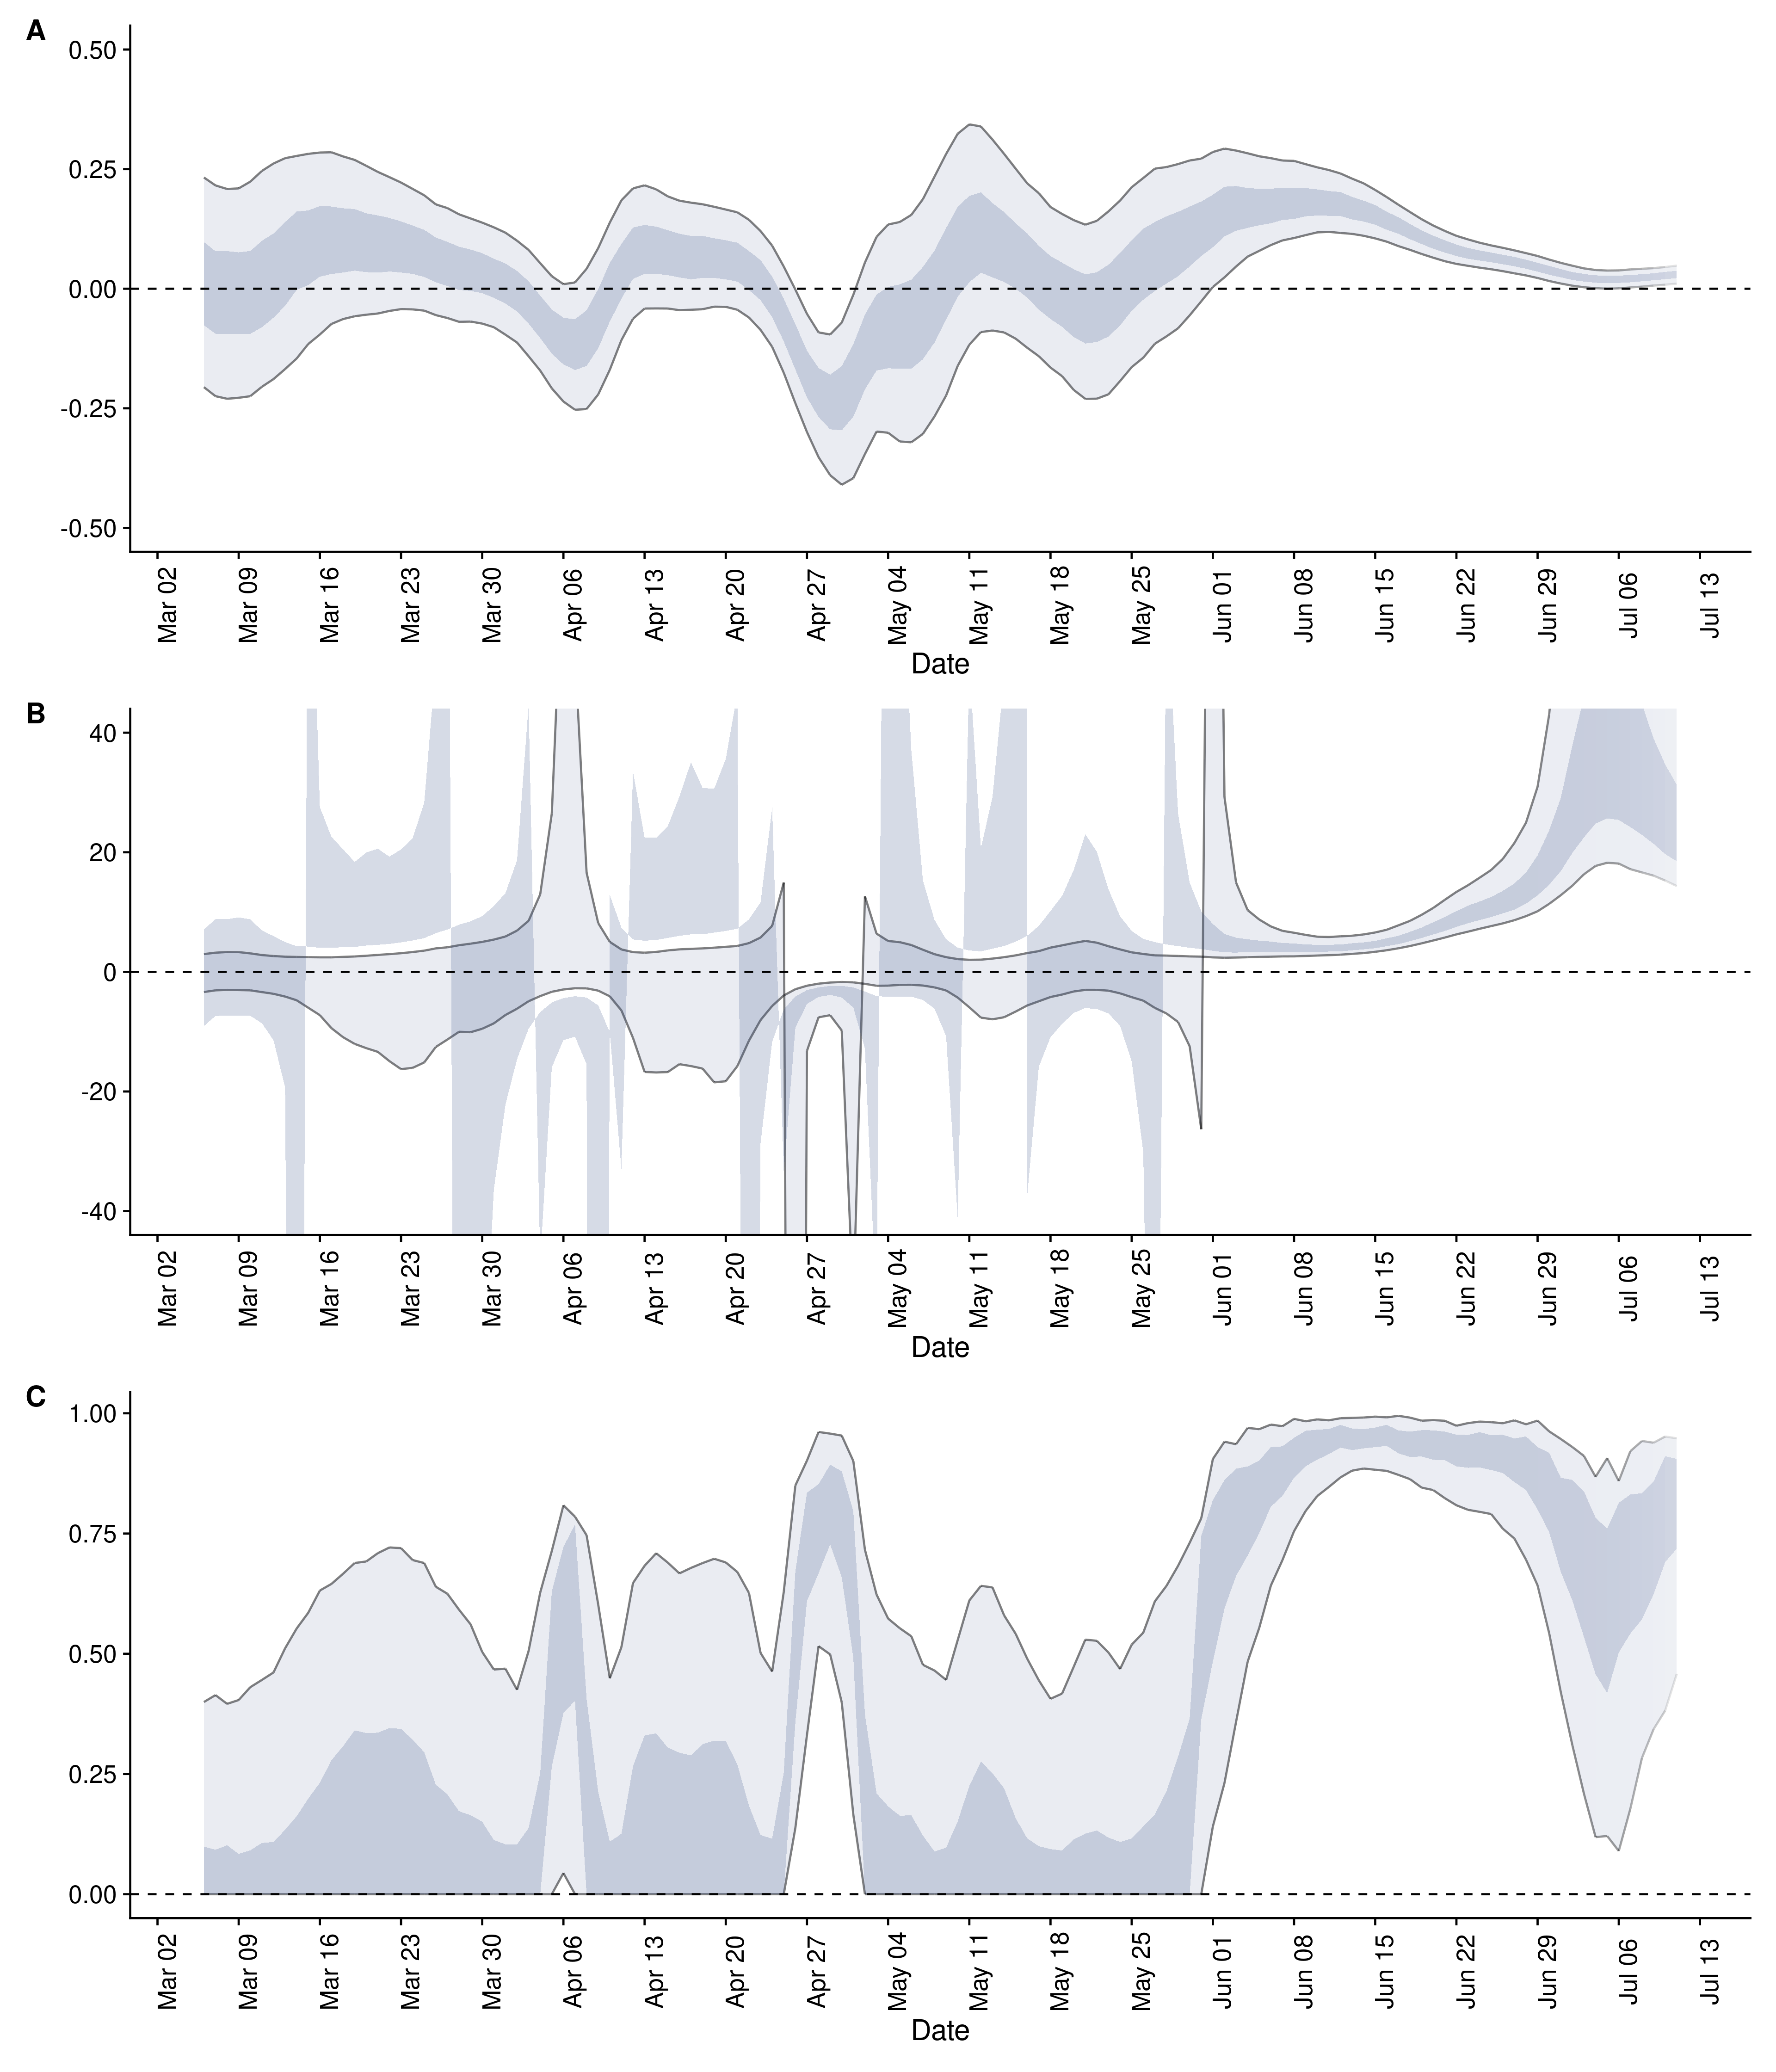 A
0.50
0.25
0.00
-0.25
-0.50
Mar 02
Mar 09
Mar 16
Mar 23
Mar 30
Apr 06
Apr 13
Apr 20
Apr 27
May 04
May 11
May 18
May 25
Jun 01
Jun 08
Jun 15
Jun 22
Jun 29
Jul 06
Jul 13
Date
B
40
20
0
-20
-40
Mar 02
Mar 09
Mar 16
Mar 23
Mar 30
Apr 06
Apr 13
Apr 20
Apr 27
May 04
May 11
May 18
May 25
Jun 01
Jun 08
Jun 15
Jun 22
Jun 29
Jul 06
Jul 13
Date
C
1.00
0.75
0.50
0.25
0.00
Mar 02
Mar 09
Mar 16
Mar 23
Mar 30
Apr 06
Apr 13
Apr 20
Apr 27
May 04
May 11
May 18
May 25
Jun 01
Jun 08
Jun 15
Jun 22
Jun 29
Jul 06
Jul 13
Date